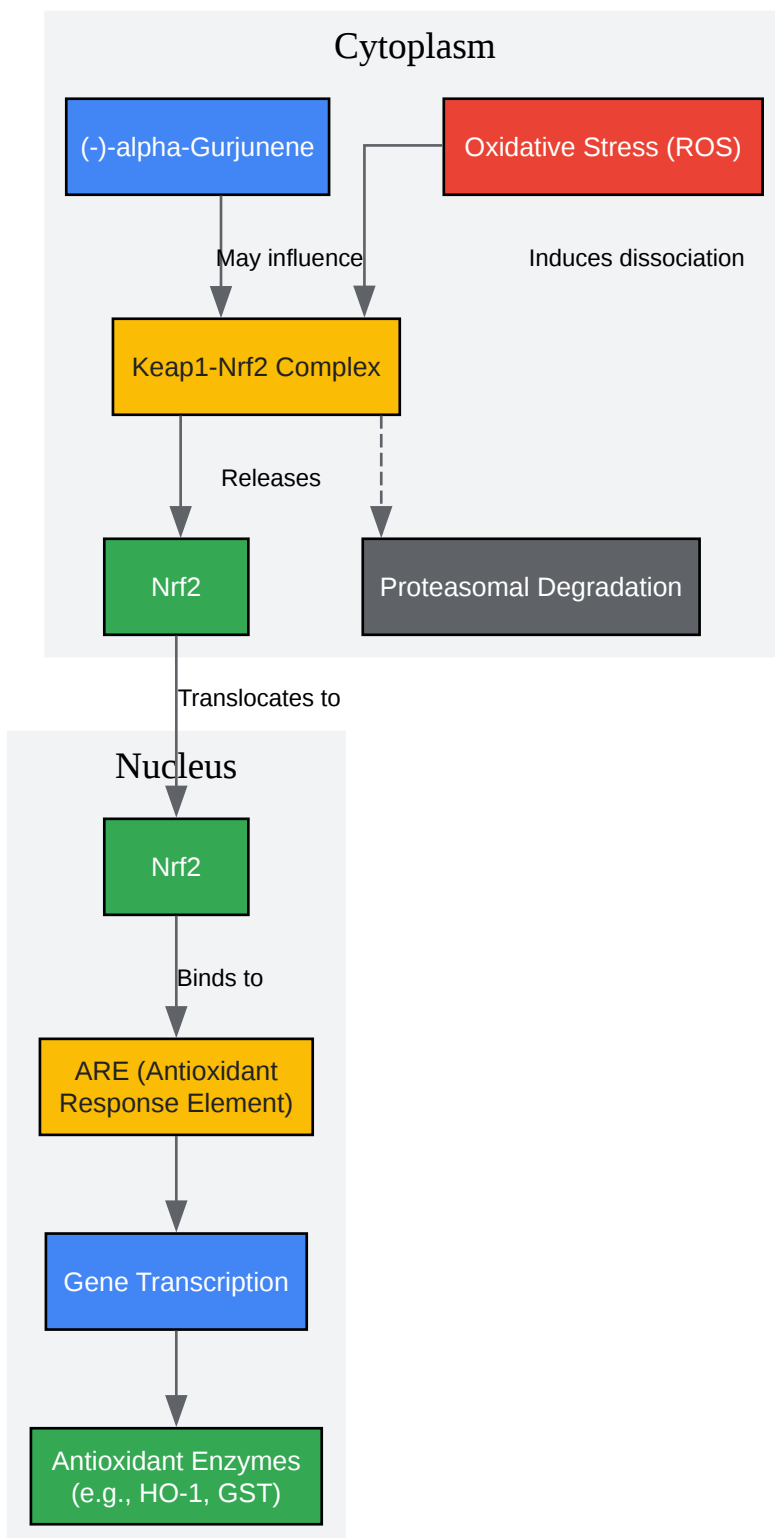 Cytoplasm
(-)-alpha-Gurjunene
Oxidative Stress (ROS)
May influence
Induces dissociation
Keap1-Nrf2 Complex
Releases
Nrf2
Proteasomal Degradation
Translocates to
Nucleus
Nrf2
Binds to
ARE (Antioxidant
Response Element)
Gene Transcription
Antioxidant Enzymes
(e.g., HO-1, GST)